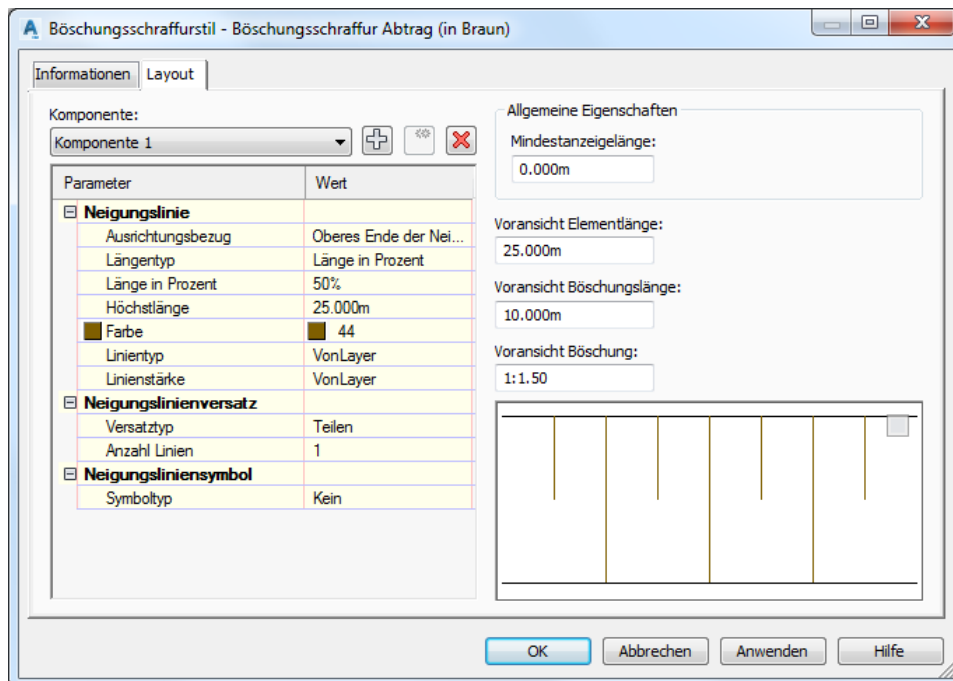 Böschungsschraffurstil - Böschungsschraffur Abtrag (in Braun)
Informationen
Layout
Komponente:
Komponente 1
Parameter
Wert
Neigungslinie
Ausrichtungsbezug
Oberes Ende der Nei...
Längentyp
Länge in Prozent
Länge in Prozent
50%
Höchstlänge
25.000m
Farbe
44
Linientyp
VonLayer
Linienstärke
VonLayer
Neigungslinienversatz
Versatztyp
Teilen
Anzahl Linien
1
Neigungsliniensymbol
Symboltyp
Kein
Allgemeine Eigenschaften
Mindestanzeigelänge:
0.000m
Voransicht Elementlänge:
25.000m
Voransicht Böschungslänge:
10.000m
Voransicht Böschung:
1:1.50
OK
Abbrechen
Anwenden
Hilfe